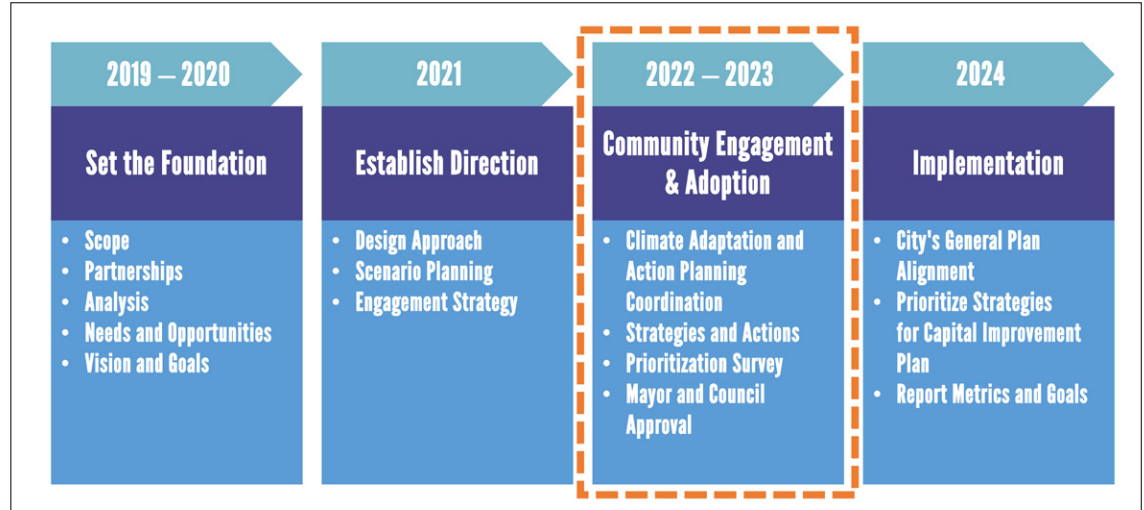 2019 – 2020
Set the Foundation
• Scope
• Partnerships
• Analysis
• Needs and Opportunities
• Vision and Goals
2021
Establish Direction
• Design Approach
• Scenario Planning
• Engagement Strategy
2022 – 2023
Community Engagement
& Adoption
• Climate Adaptation and
Action Planning
Coordination
• Strategies and Actions
• Prioritization Survey
• Mayor and Council
Approval
2024
Implementation
• City's General Plan
Alignment
• Prioritize Strategies
for Capital Improvement
Plan
• Report Metrics and Goals